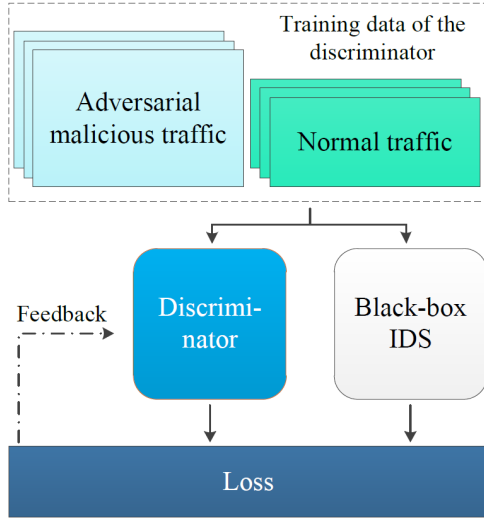 Training data of the
discriminator
Adversarial
malicious traffic
Normal traffic
Feedback
Discrimi-
nator
Black-box
IDS
Loss